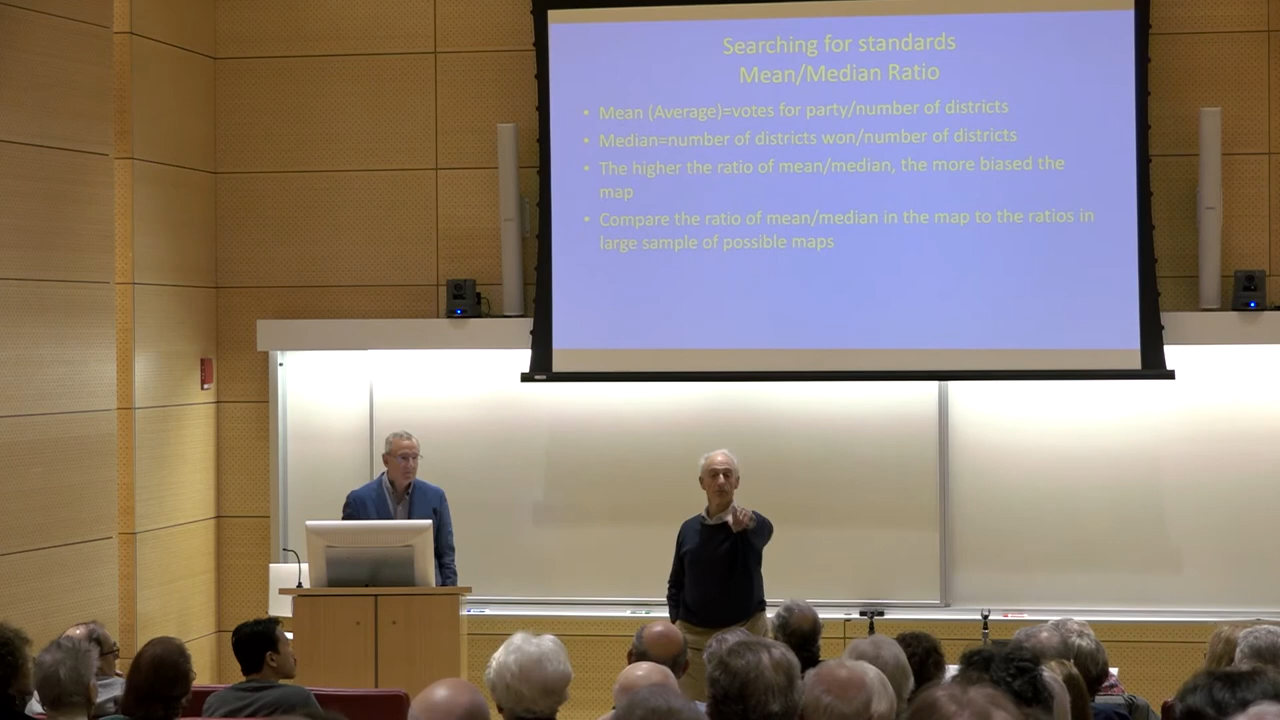 Searching for standards
Mean/Median Ratio
• Mean (Average)=votes for party/number of districts
• Median=number of districts won/number of districts
• The higher the ratio of mean/median, the more biased the
map
• Compare the ratio of mean/median in the map to the ratios in
large sample of possible maps